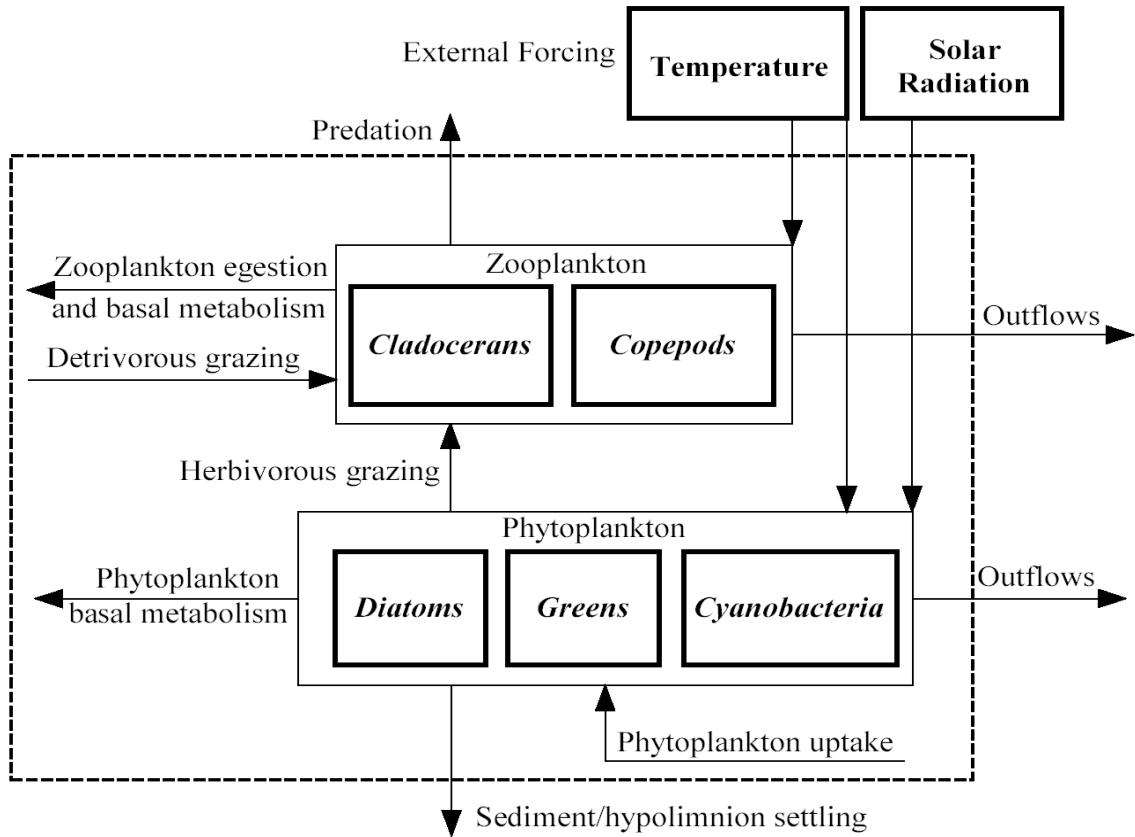 External Forcing
Temperature
Solar
Radiation
Predation
Zooplankton
Zooplankton egestion
and basal metabolism
Cladocerans
Copepods
Outflows
Detrivorous grazing
Herbivorous grazing
Phytoplankton
Phytoplankton
basal metabolism
Diatoms
Greens
Cyanobacteria
Outflows
Phytoplankton uptake
Sediment/hypolimnion settling